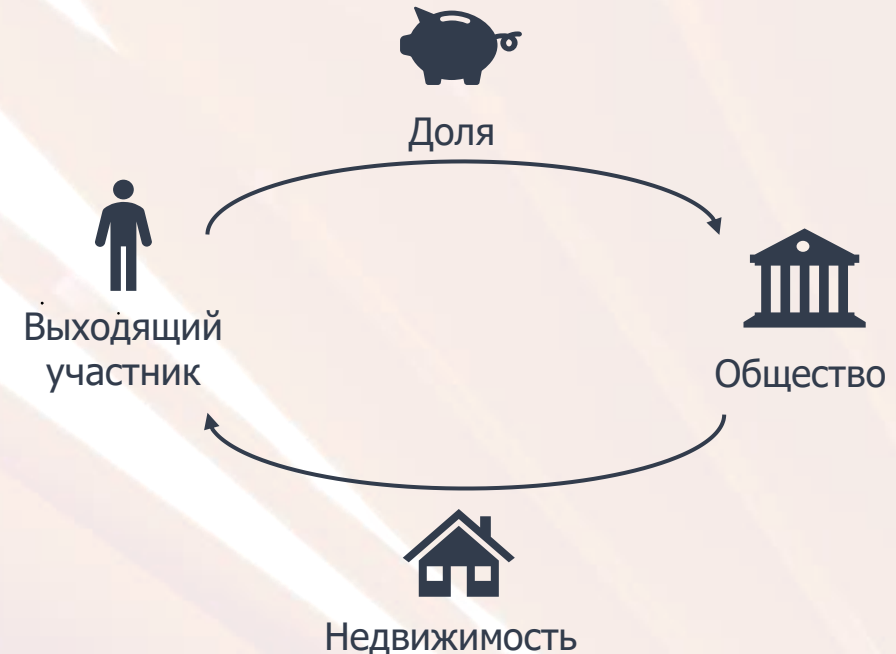 Доля
Выходящий
участник
Общество
Недвижимость